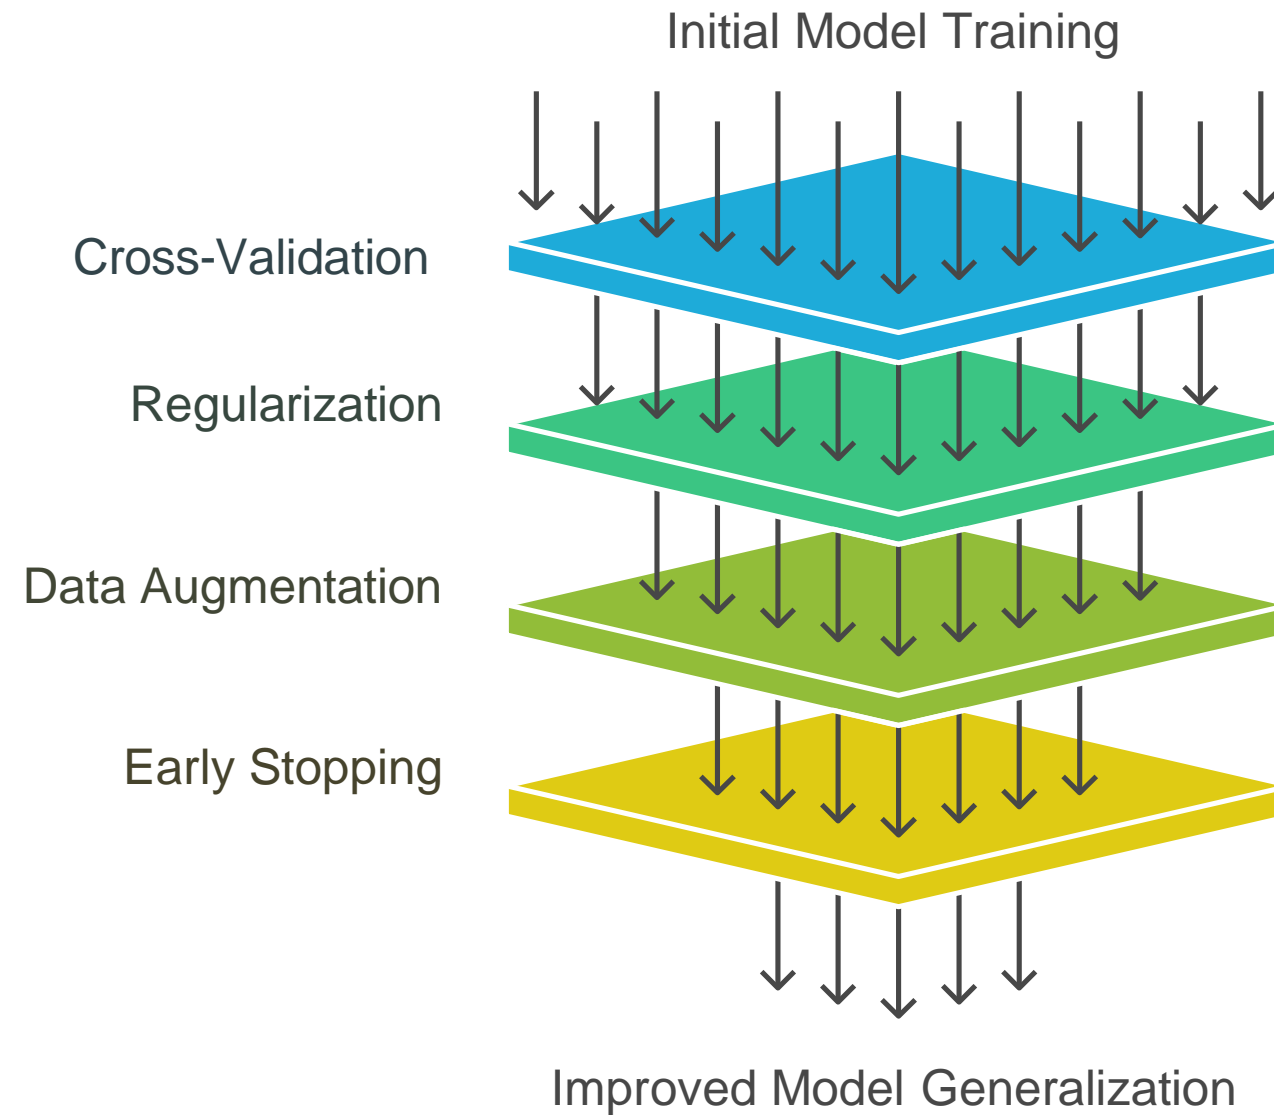 Initial Model Training
Cross-Validation
Regularization
Data Augmentation
Early Stopping
Improved Model Generalization